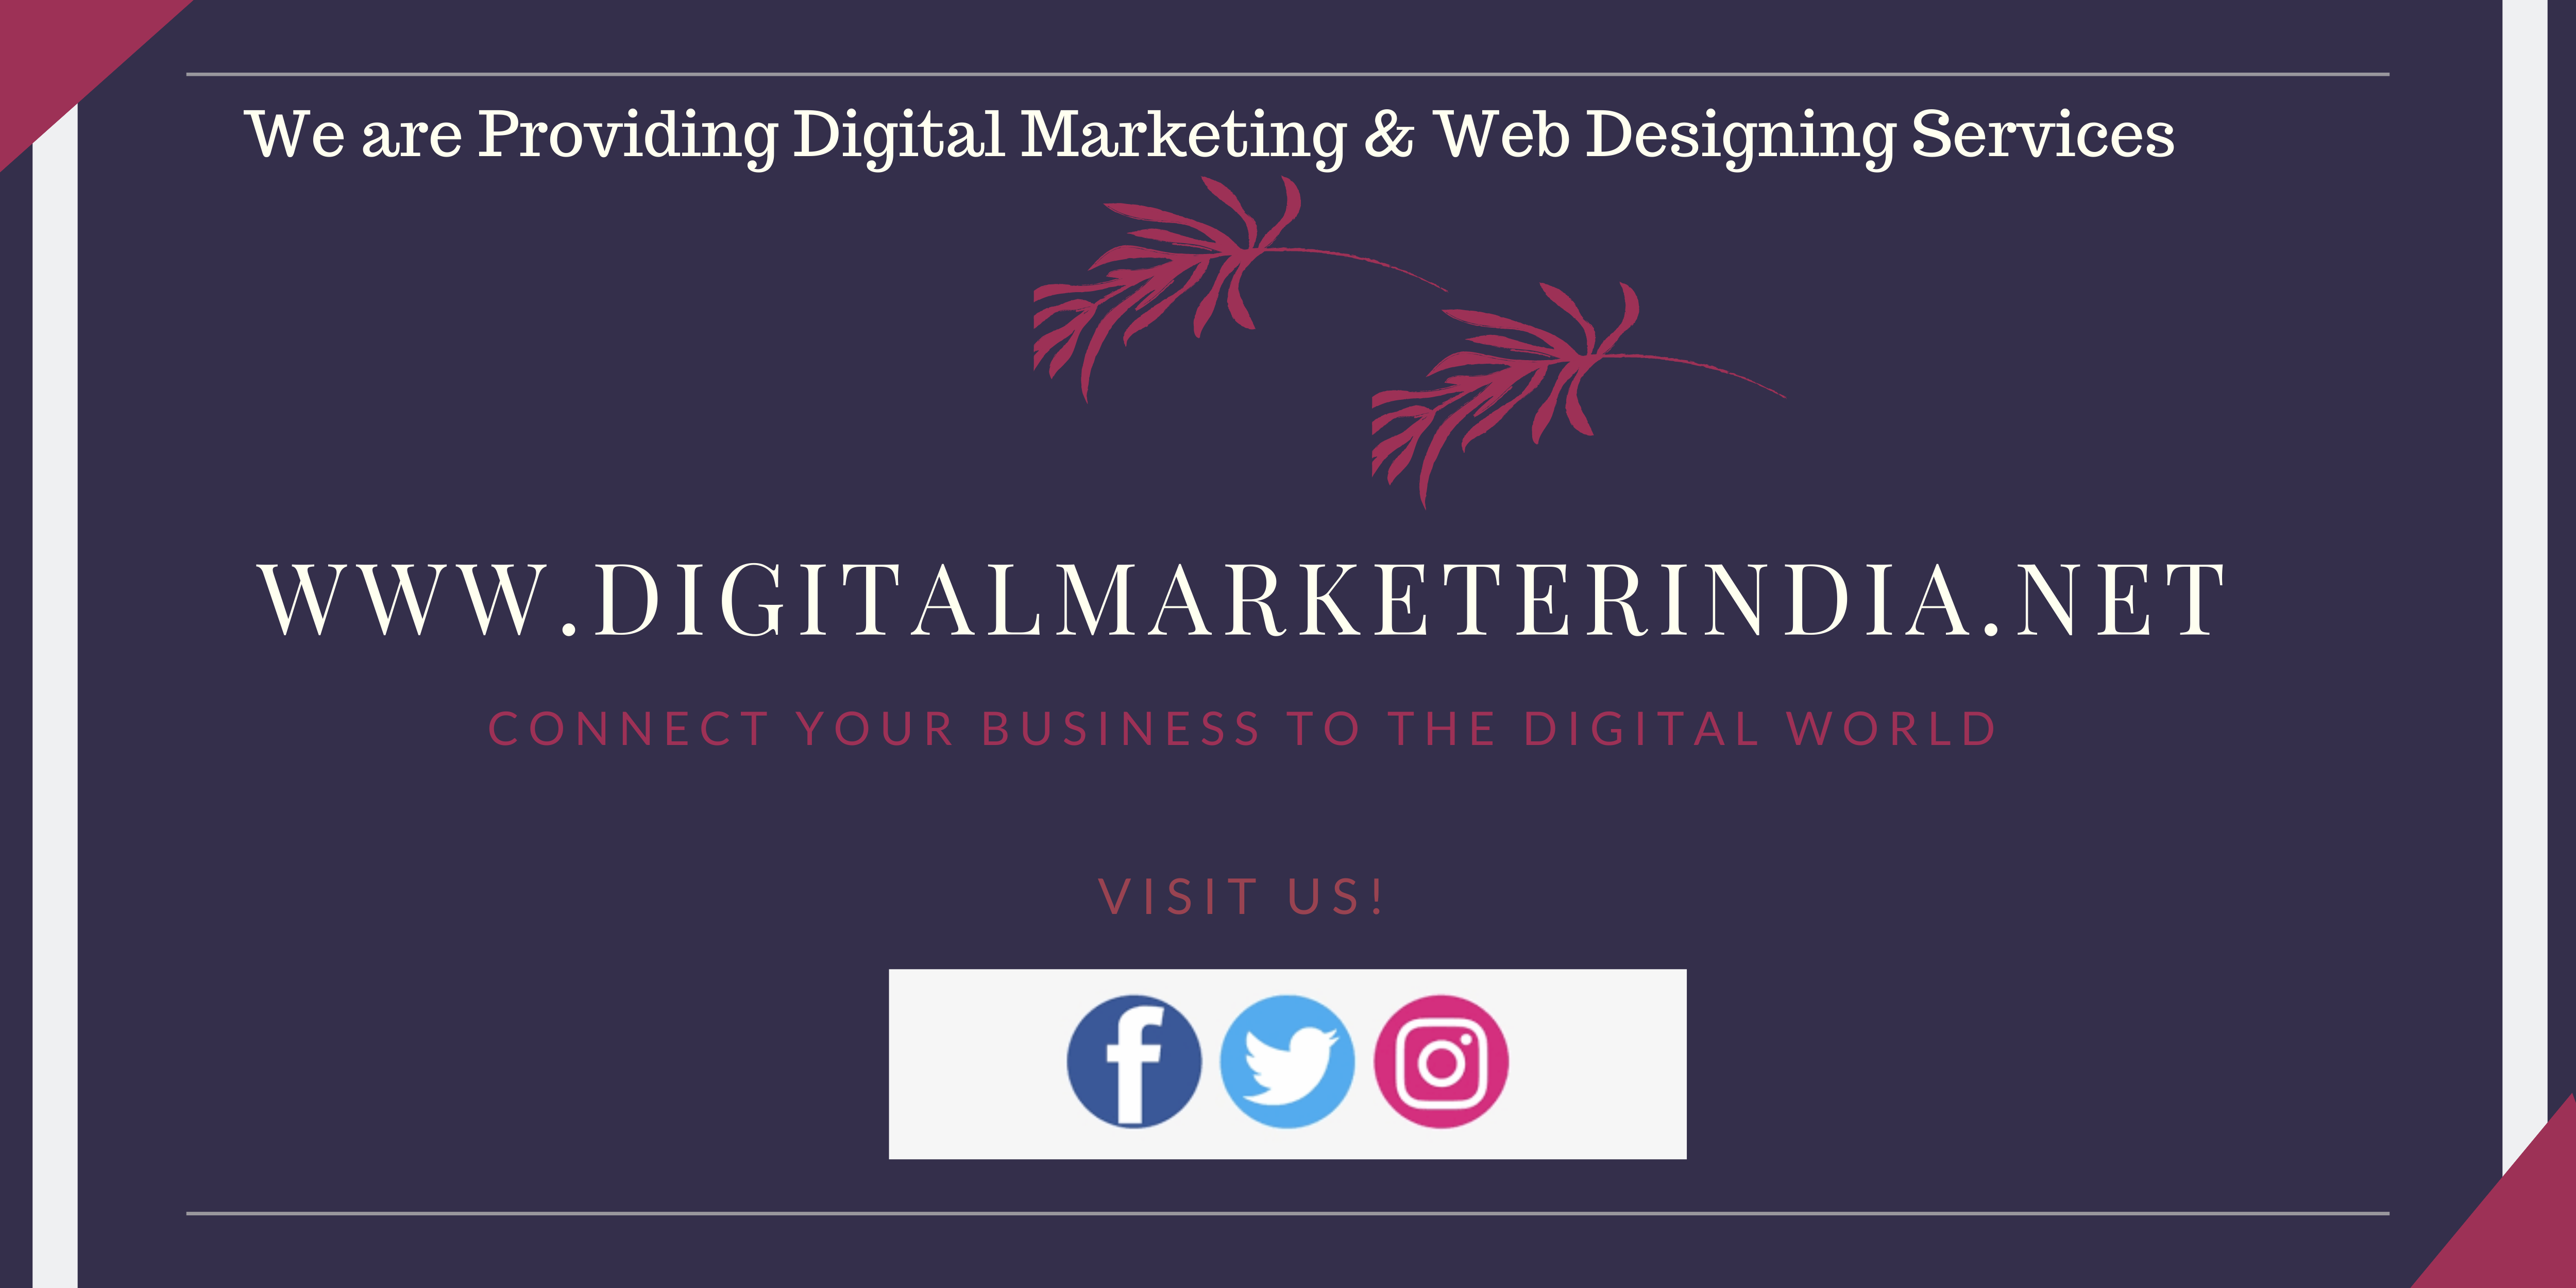 We are Providing Digital Marketing & Web Designing Services
WWW.DIGITALMARKETERINDIA.NET
CONNECT YOUR BUSINESS TO THE DIGITAL WORLD
VISIT US!